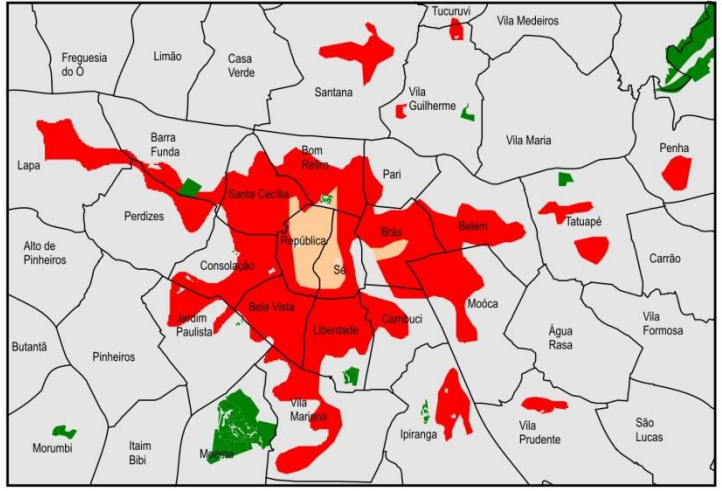 Tucuruvi
Vila Medeiros
Freguesia
do Ó
Limão
Casa
Verde
Santana
Vila
Guilherme
Vila Maria
Penha
Lapa
Barra
Funda
Bom
Retiro
Pari
Santa Cecília
Perdizes
Brás
Belém
Tatuapé
República
Alto de
Pinheiros
Consolação
Sé
Carrão
Bela Vista
Moóca
Jardim
Paulista
Liberdade
Cambuci
Água
Rasa
Vila
Formosa
Butantã
Pinheiros
Vila
Mariana
Ipiranga
Vila
Prudente
São
Lucas
Morumbi
Itaim
Bibi
Moema